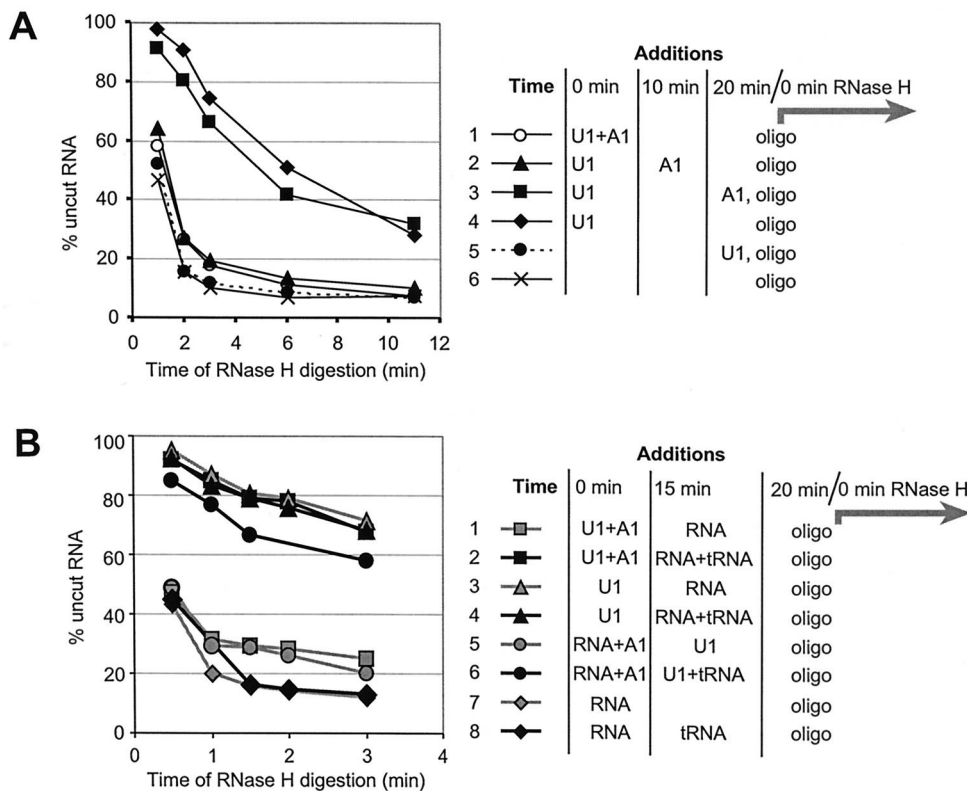 A
100
80
60
40
20
0
% uncut RNA
0 2 4 6 8 10 12
Time of RNase H digestion (min)
Additions
Time 0 min 10 min 20 min/0 min RNase H
1 U1+A1 oligo
2 U1 A1 oligo
3 U1 A1, oligo
4 U1 oligo
5 U1, oligo
6 oligo
B
100
80
60
40
20
0
% uncut RNA
0 1 2 3 4
Time of RNase H digestion (min)
Additions
Time 0 min 15 min 20 min/0 min RNase H
1 U1+A1 RNA oligo
2 U1+A1 RNA+tRNA oligo
3 U1 RNA oligo
4 U1 RNA+tRNA oligo
5 RNA+A1 U1 oligo
6 RNA+A1 U1+tRNA oligo
7 RNA oligo
8 RNA tRNA oligo